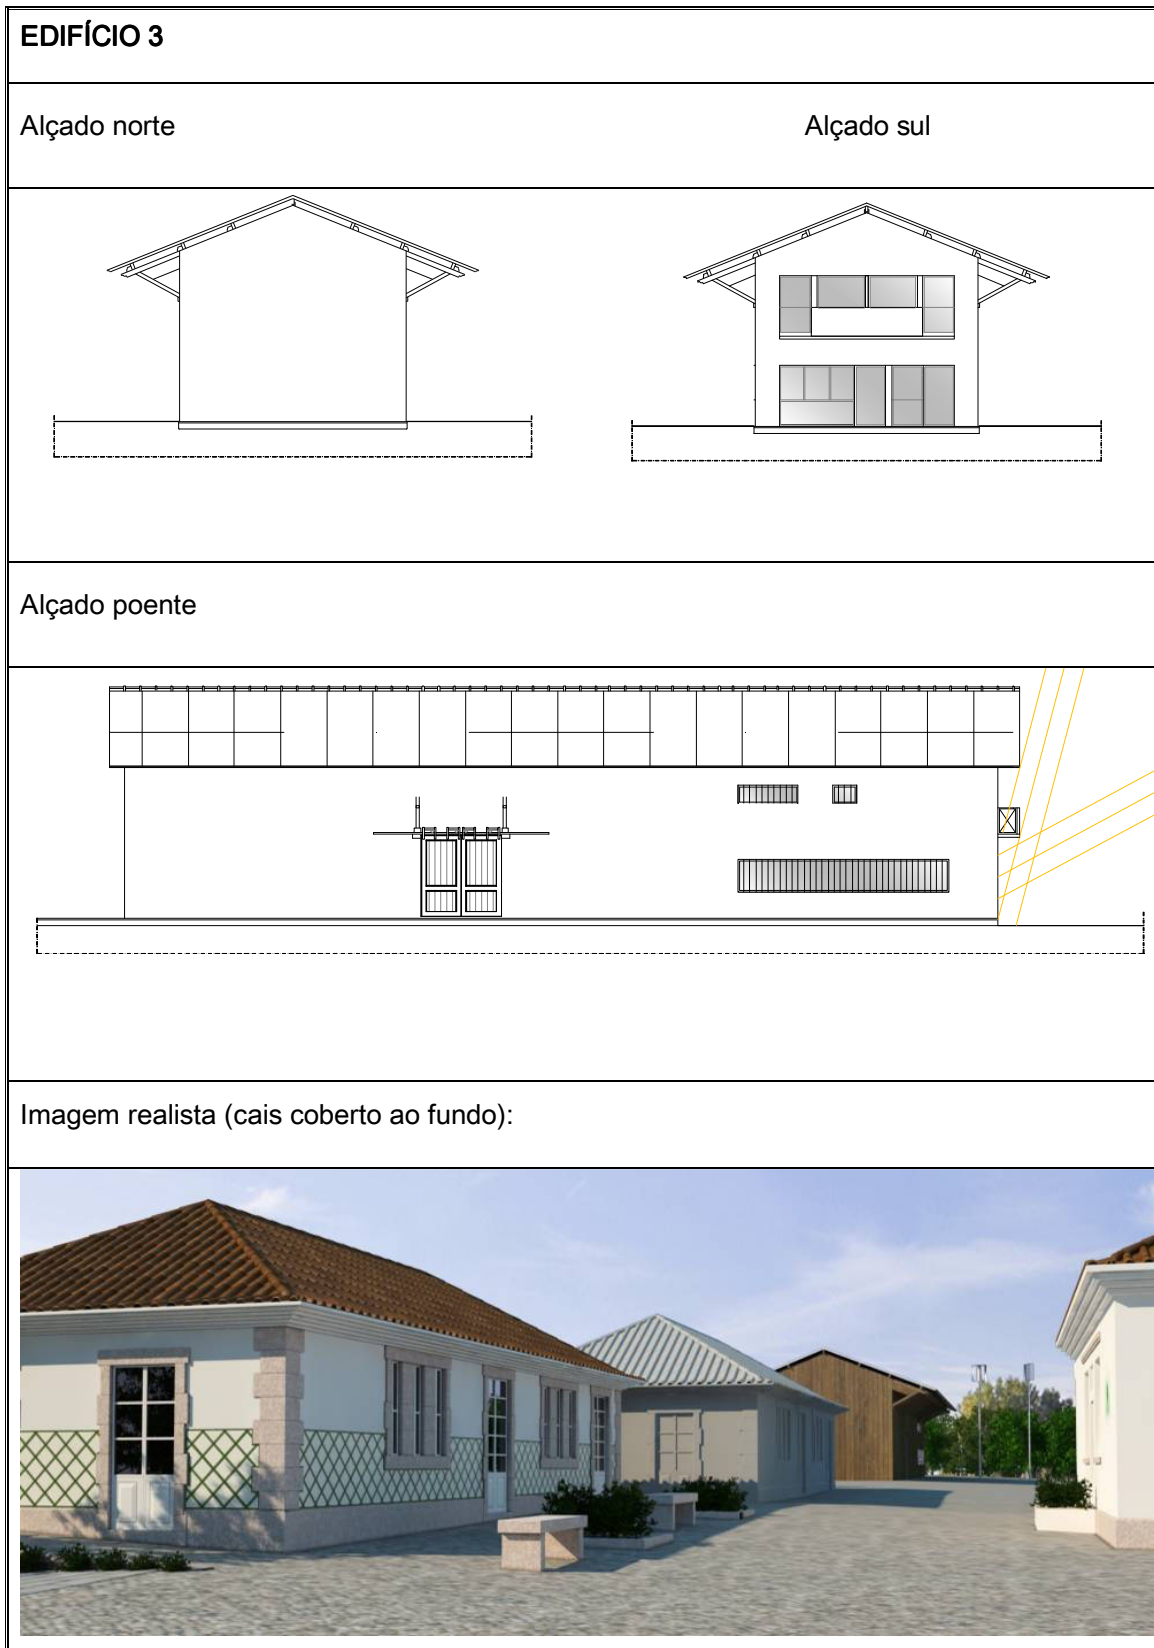 EDIFÍCIO 3
Alçado norte
Alçado sul
Alçado poente
Imagem realista (cais coberto ao fundo):